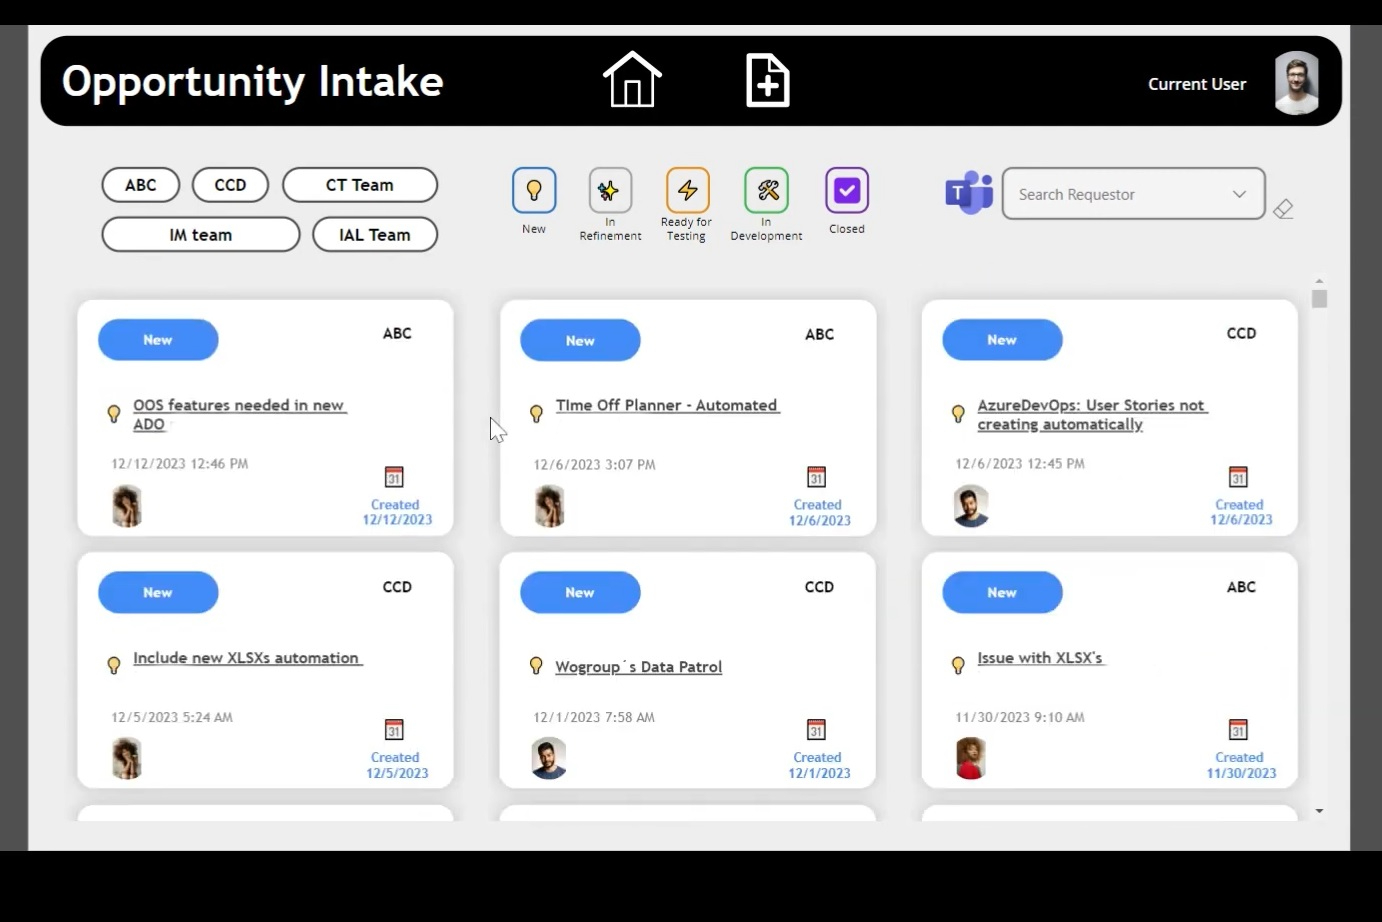 Opportunity Intake
Current User
ABC
CCD
CT Team
IM team
IAL Team
New
In
Refinement
Ready for
Testing
In
Development
Closed
T
Search Requestor
New
ABC
OOS features needed in new
ADO
12/12/2023 12:46 PM
31
Created
12/12/2023
New
ABC
TIme Off Planner - Automated
12/6/2023 3:07 PM
31
Created
12/6/2023
New
CCD
AzureDevOps: User Stories not
creating automatically
12/6/2023 12:45 PM
31
Created
12/6/2023
New
CCD
Include new XLSXs automation
12/5/2023 5:24 AM
31
Created
12/5/2023
New
CCD
Wogroup´s Data Patrol
12/1/2023 7:58 AM
31
Created
12/1/2023
New
ABC
Issue with XLSX's
11/30/2023 9:10 AM
31
Created
11/30/2023